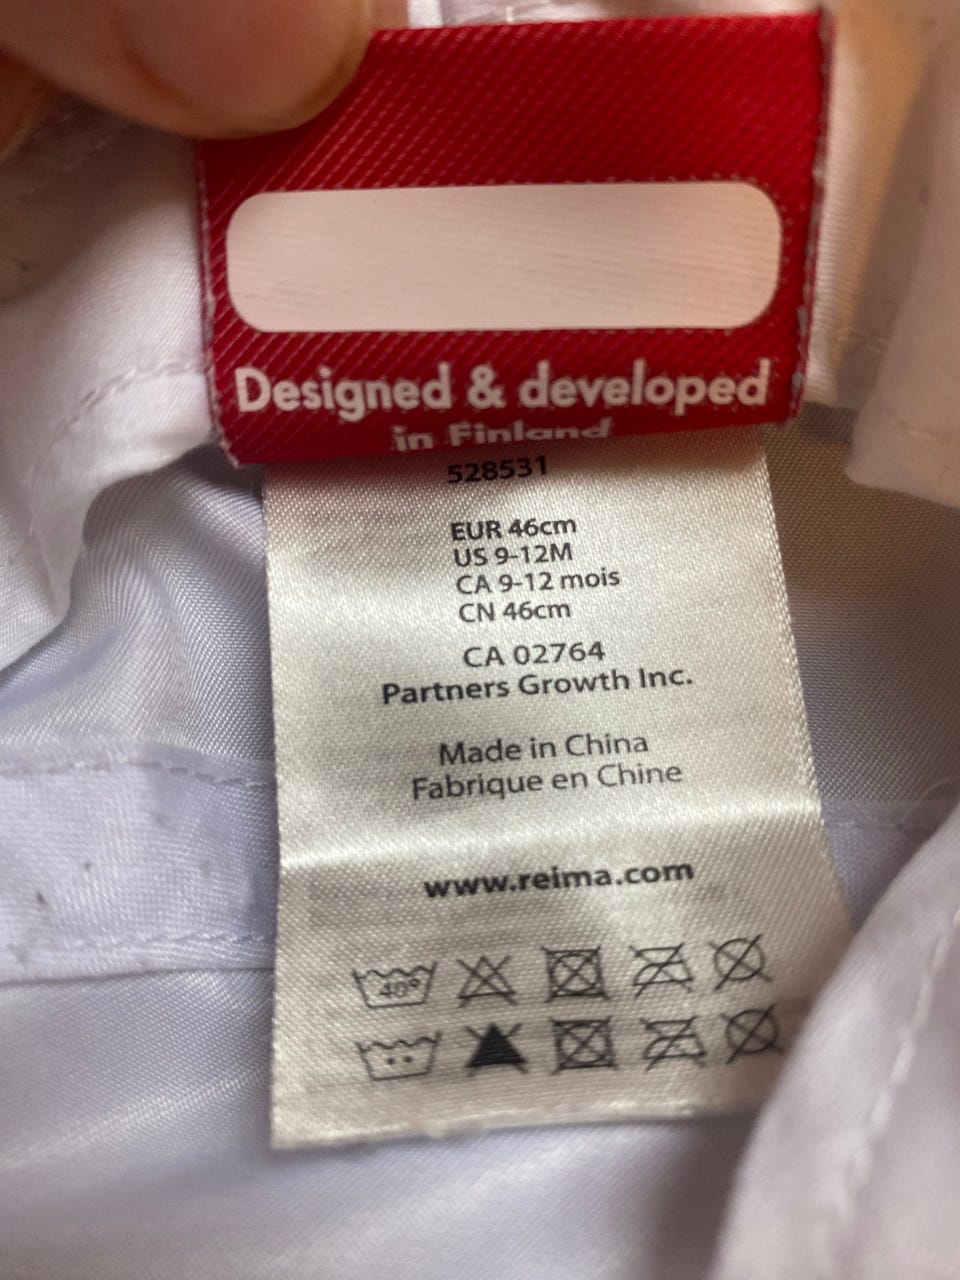 Designed & developed
in Finland
528531
EUR 46cm
US 9-12M
CA 9-12 mois
CN 46cm
CA 02764
Partners Growth Inc.
Made in China
Fabrique en Chine
www.reima.com
40°